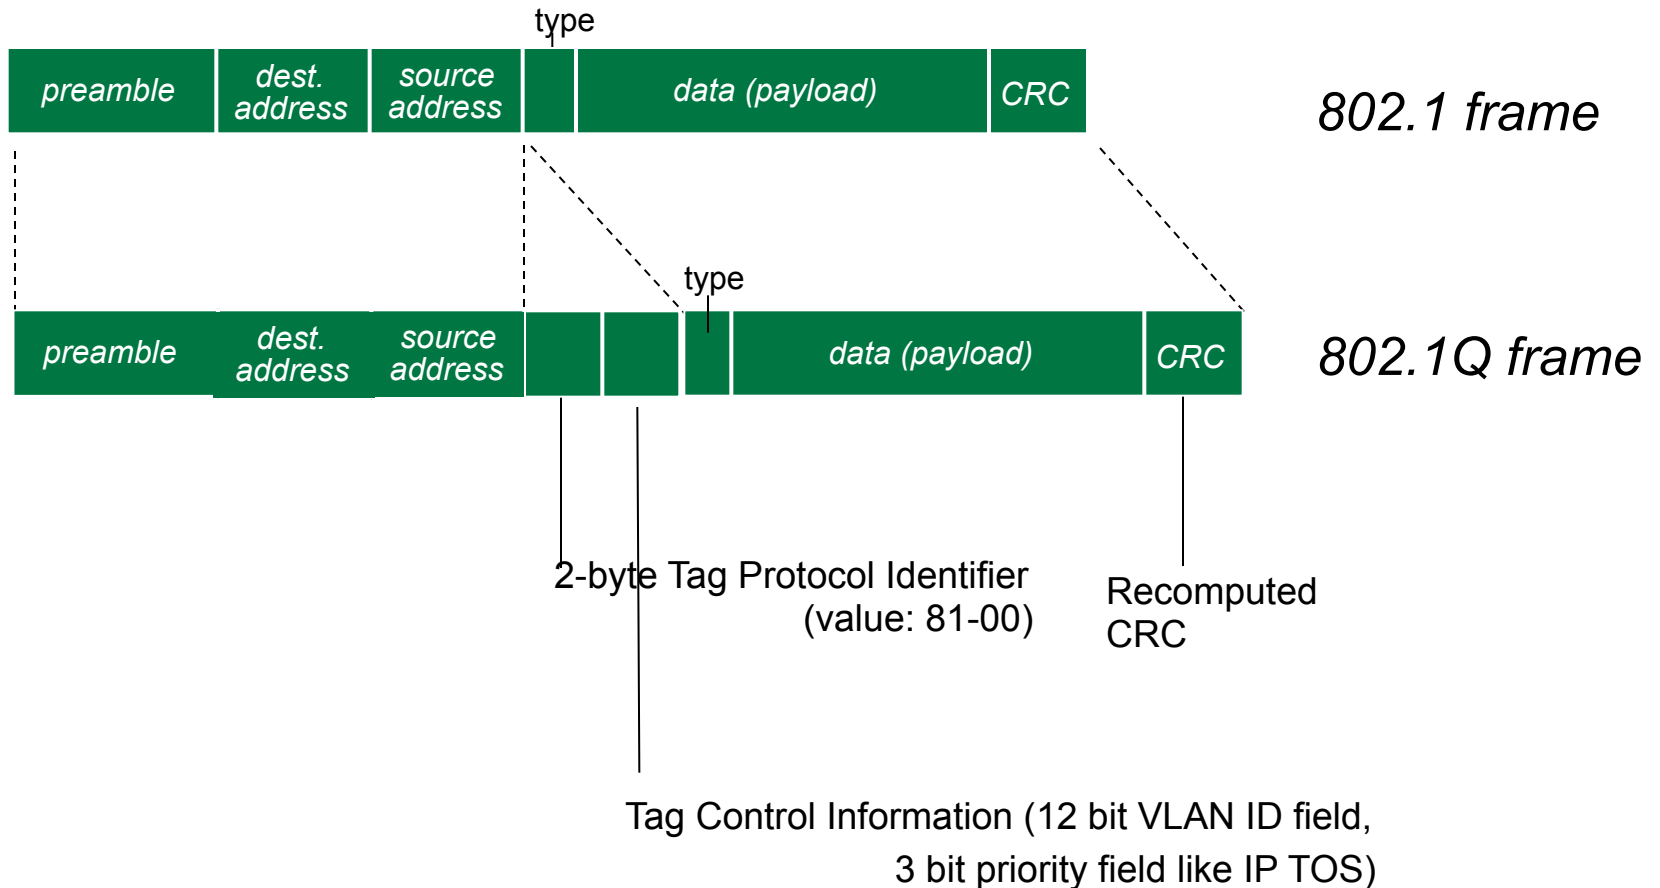 type
preamble
dest.
address
source
address
data (payload)
CRC
802.1 frame
type
preamble
dest.
address
source
address
data (payload)
CRC
802.1Q frame
2-byte Tag Protocol Identifier
(value: 81-00)
Recomputed
CRC
Tag Control Information (12 bit VLAN ID field,
3 bit priority field like IP TOS)